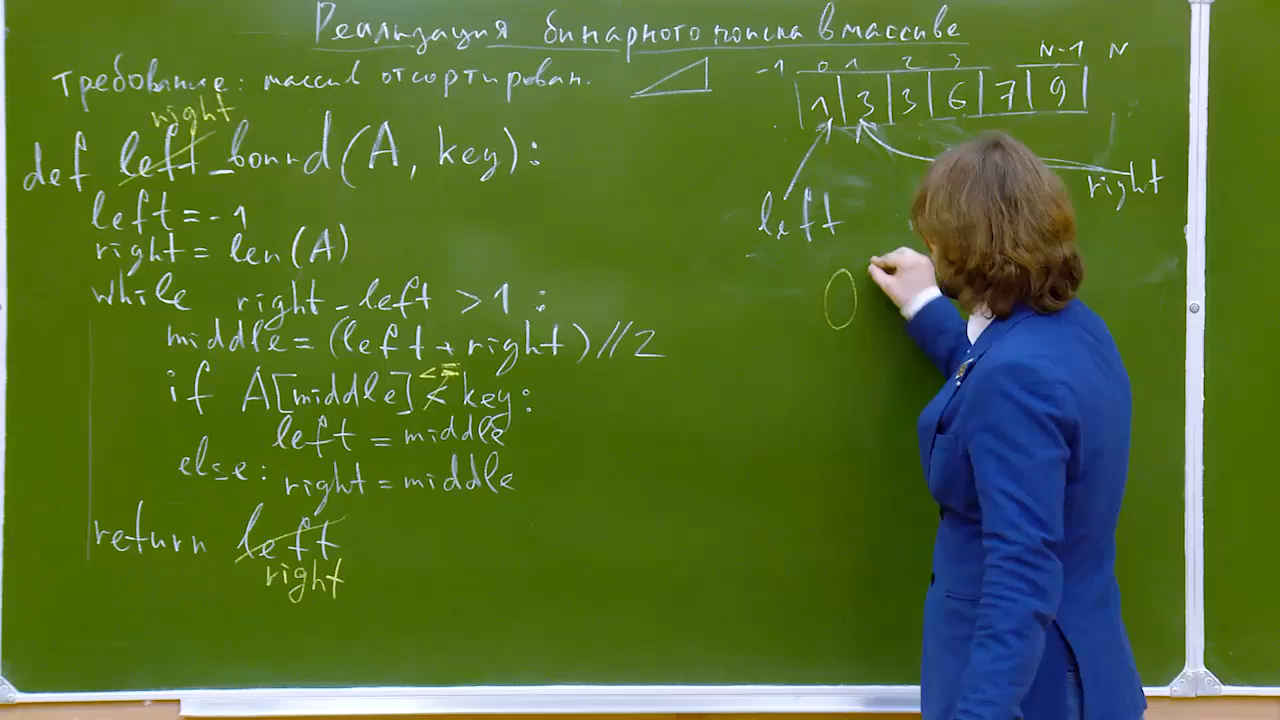 Реализация бинарного поиска в массиве
Требование: массив отсортирован.
right
def left_bound(A, key):
left = -1
right = len(A)
while right - left > 1 :
middle = (left + right) // 2
if A[middle] < <= key:
left = middle
else: right = middle
return left
right
-1 0 1 2 3 N-1 N
1 3 3 6 7 9
left right
0